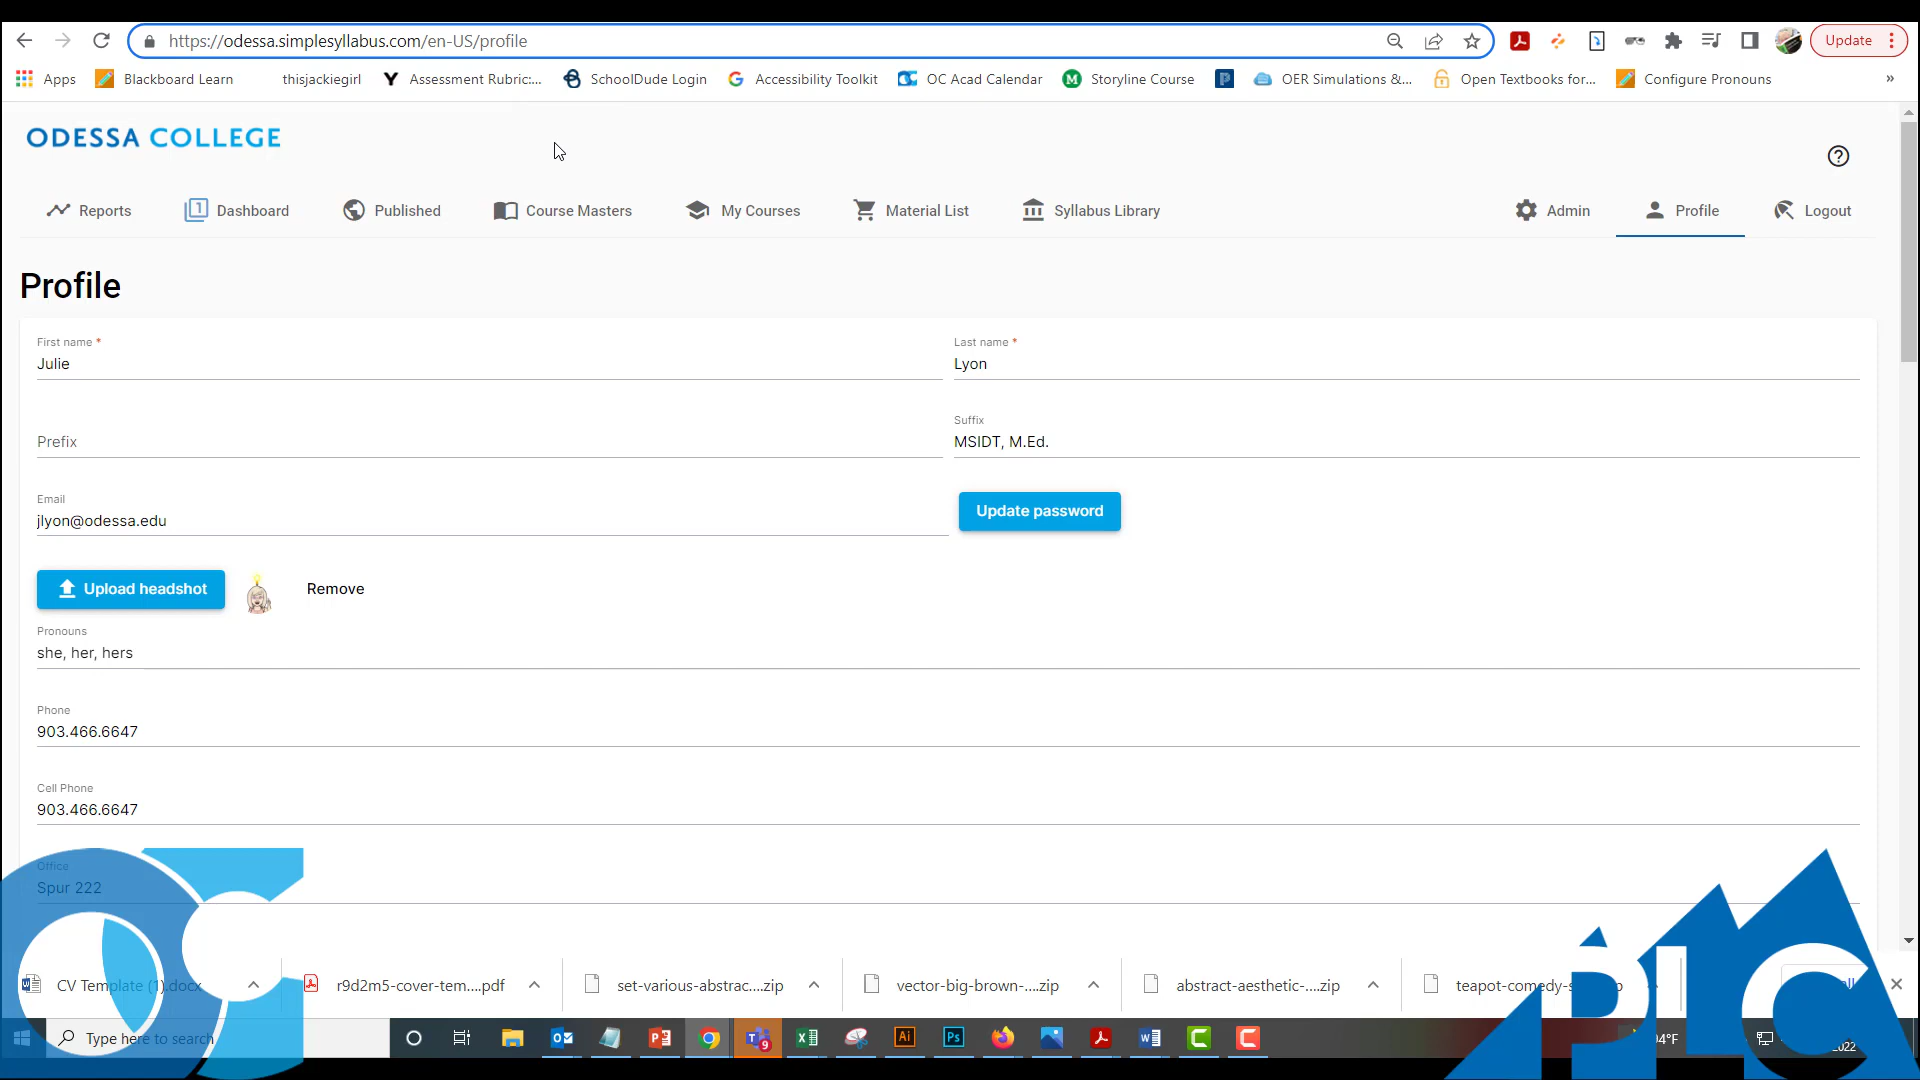 https://odessa.simplesyllabus.com/en-US/profile
Update
Apps
Blackboard Learn
thisjackiegirl
Assessment Rubric:...
SchoolDude Login
Accessibility Toolkit
OC Acad Calendar
Storyline Course
OER Simulations &...
Open Textbooks for...
Configure Pronouns
»
ODESSA COLLEGE
Reports
Dashboard
Published
Course Masters
My Courses
Material List
Syllabus Library
Admin
Profile
Logout
Profile
First name *
Julie
Last name *
Lyon
Prefix
Suffix
MSIDT, M.Ed.
Email
jlyon@odessa.edu
Update password
Upload headshot
Remove
Pronouns
she, her, hers
Phone
903.466.6647
Cell Phone
903.466.6647
Office
Spur 222
CV Template (1).docx
r9d2m5-cover-tem....pdf
set-various-abstrac....zip
vector-big-brown-....zip
abstract-aesthetic-....zip
Type here to search
PLC